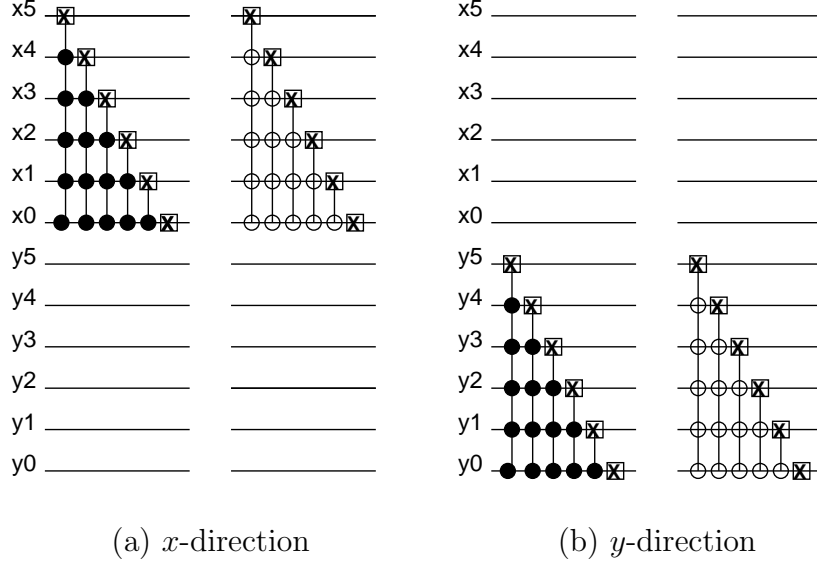 x5
x4
x3
x2
x1
x0
y5
y4
y3
y2
y1
y0
X X
X X
X X
X X
X X
X X
(a) x-direction
x5
x4
x3
x2
x1
x0
y5
y4
y3
y2
y1
y0
X X
X X
X X
X X
X X
X X
(b) y-direction